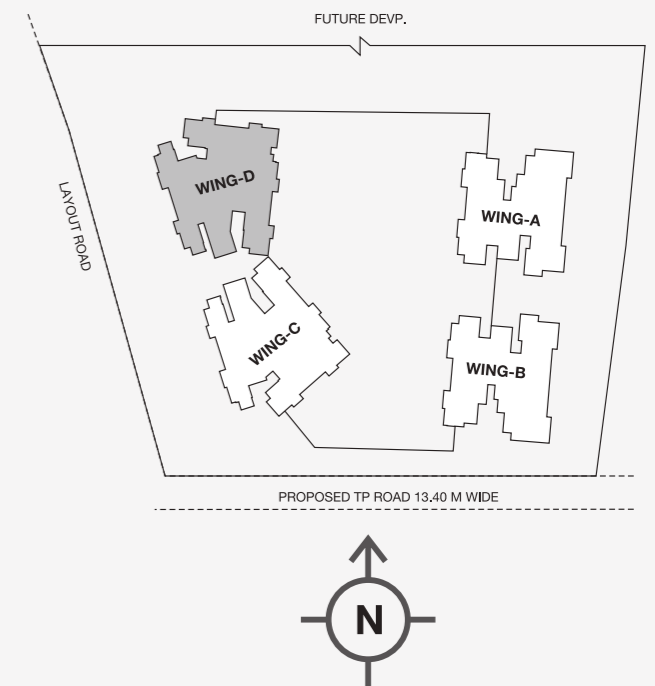 FUTURE DEVP.
WING-D
WING-A
LAYOUT ROAD
WING-C
WING-B
PROPOSED TP ROAD 13.40 M WIDE
N